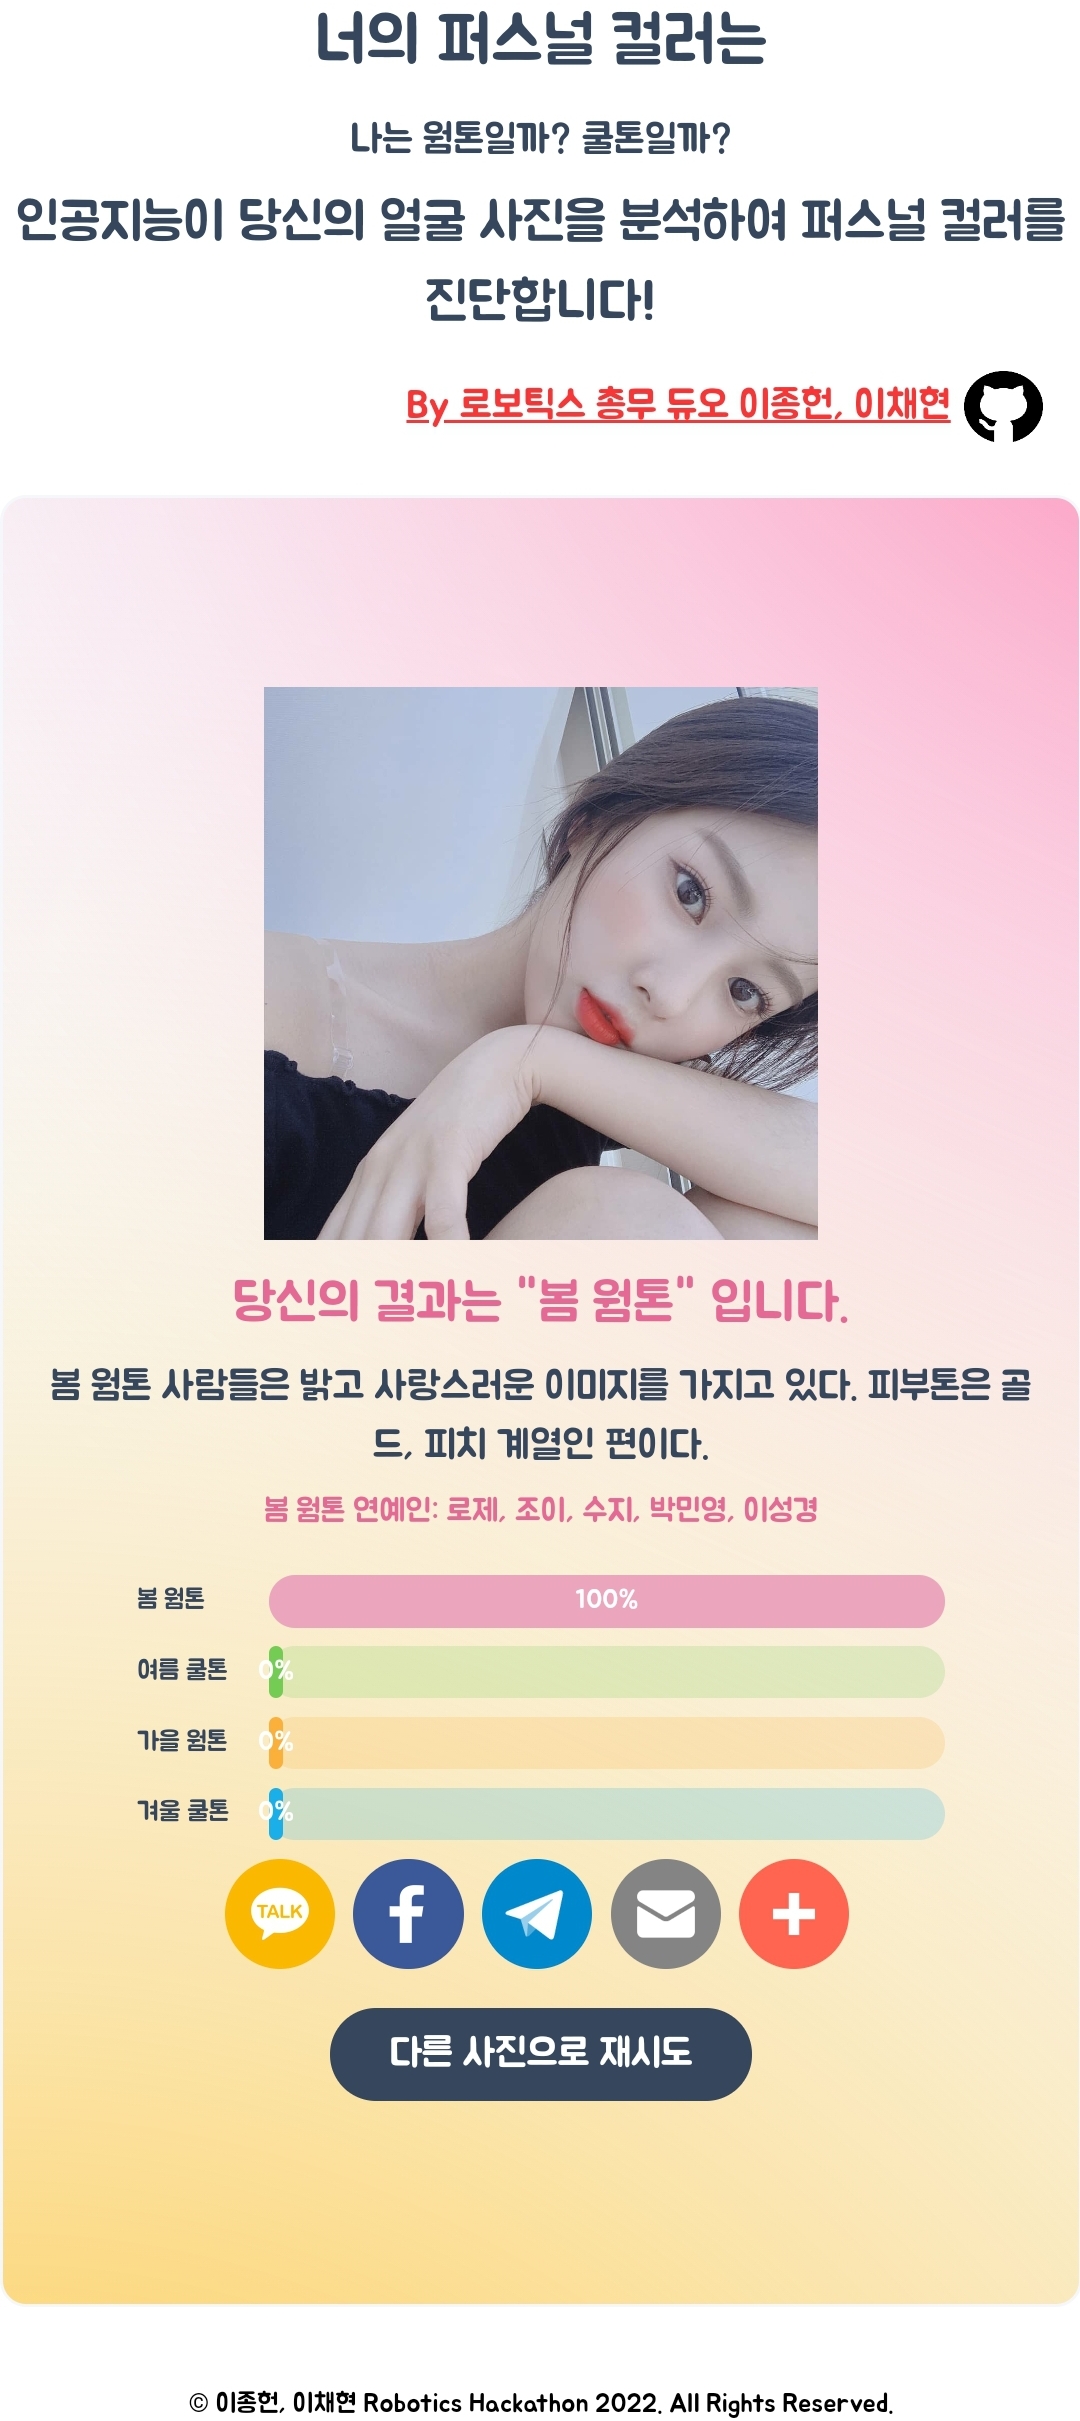 너의 퍼스널 컬러는
나는 웜톤일까? 쿨톤일까?
인공지능이 당신의 얼굴 사진을 분석하여 퍼스널 컬러를
진단합니다!
By 로보틱스 총무 듀오 이종헌, 이채현
당신의 결과는 "봄 웜톤" 입니다.
봄 웜톤 사람들은 밝고 사랑스러운 이미지를 가지고 있다. 피부톤은 골
드, 피치 계열인 편이다.
봄 웜톤 연예인: 로제, 조이, 수지, 박민영, 이성경
봄 웜톤 100%
여름 쿨톤 0%
가을 웜톤 0%
겨울 쿨톤 0%
TALK
다른 사진으로 재시도
© 이종헌, 이채현 Robotics Hackathon 2022. All Rights Reserved.